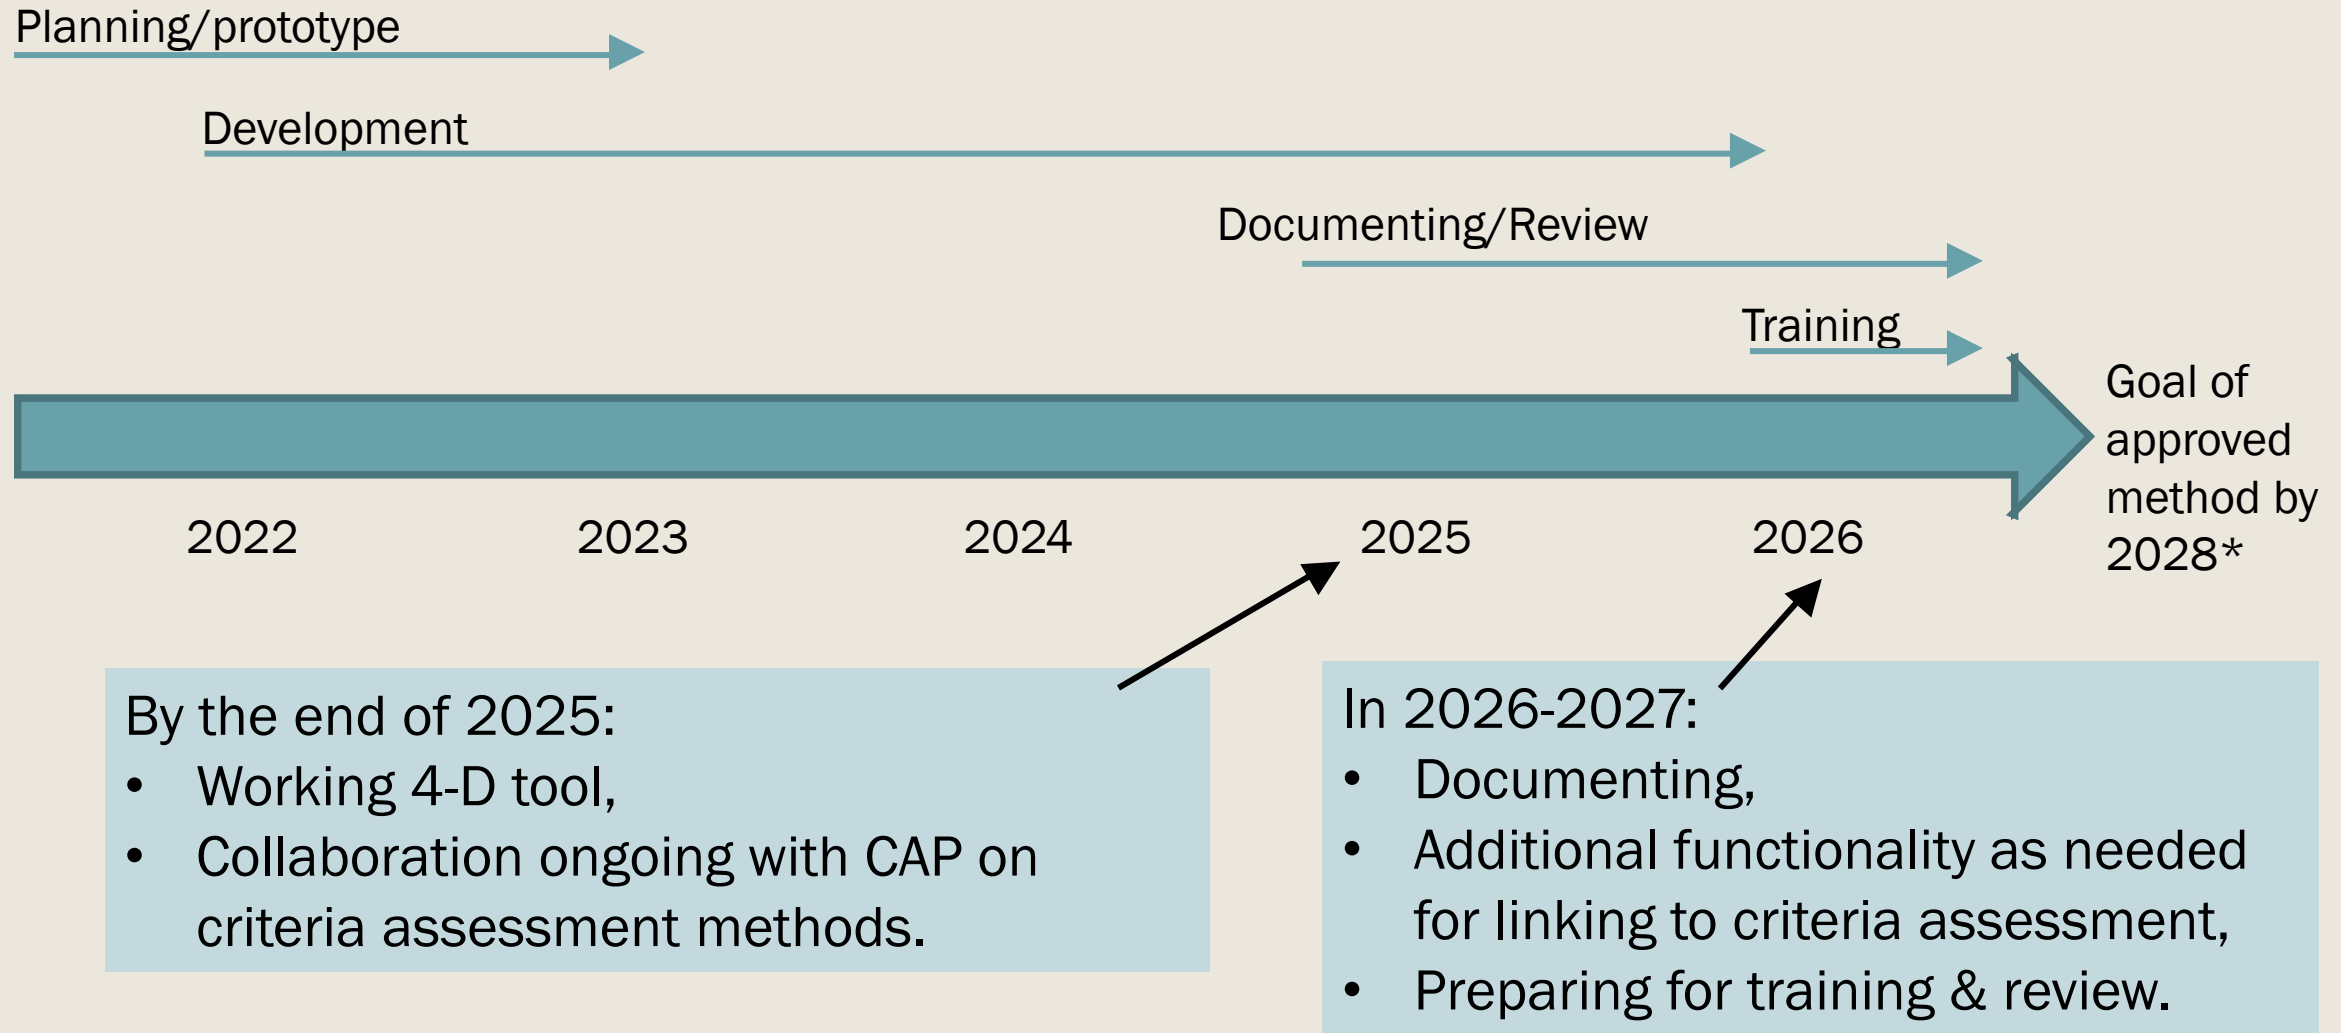 Planning/prototype
Development
Documenting/Review
Training
Goal of
approved
method by
2028*
2022
2023
2024
2025
2026
By the end of 2025:
• Working 4-D tool,
• Collaboration ongoing with CAP on
criteria assessment methods.
In 2026-2027:
• Documenting,
• Additional functionality as needed
for linking to criteria assessment,
• Preparing for training & review.